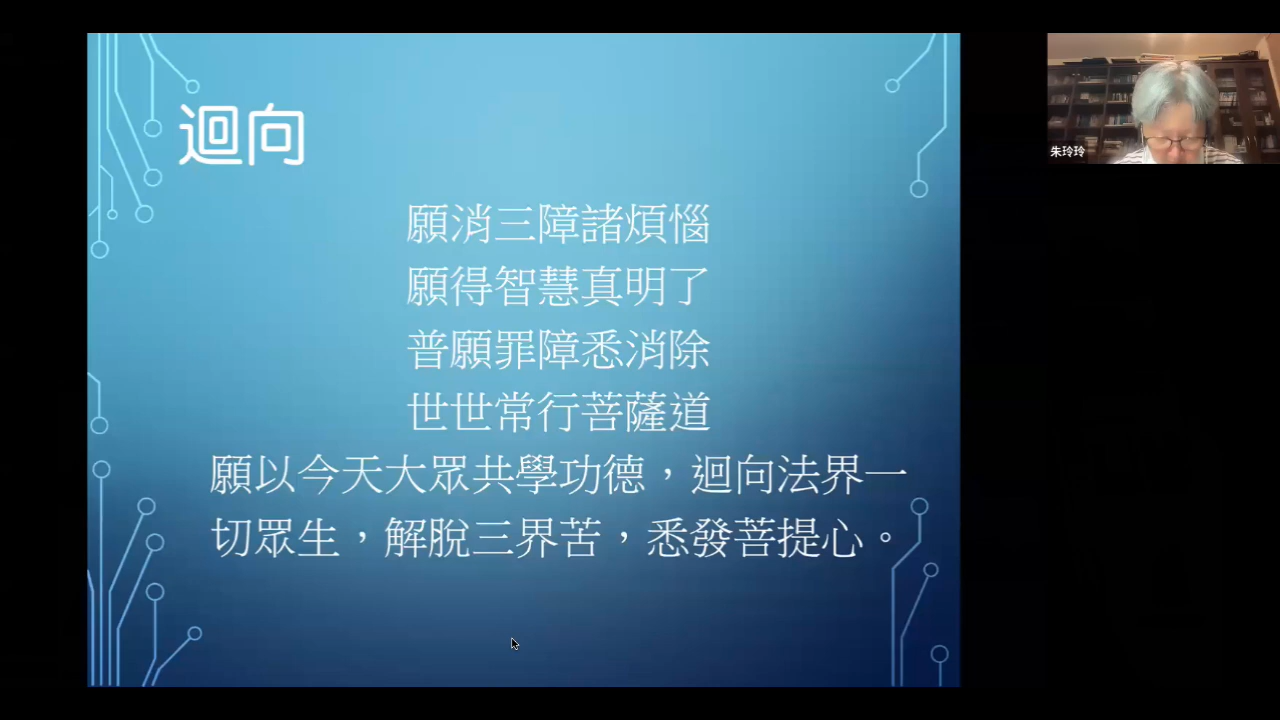 迴向
願消三障諸煩惱
願得智慧真明了
普願罪障悉消除
世世常行菩薩道
願以今天大眾共學功德，迴向法界一
切眾生，解脫三界苦，悉發菩提心。
朱玲玲